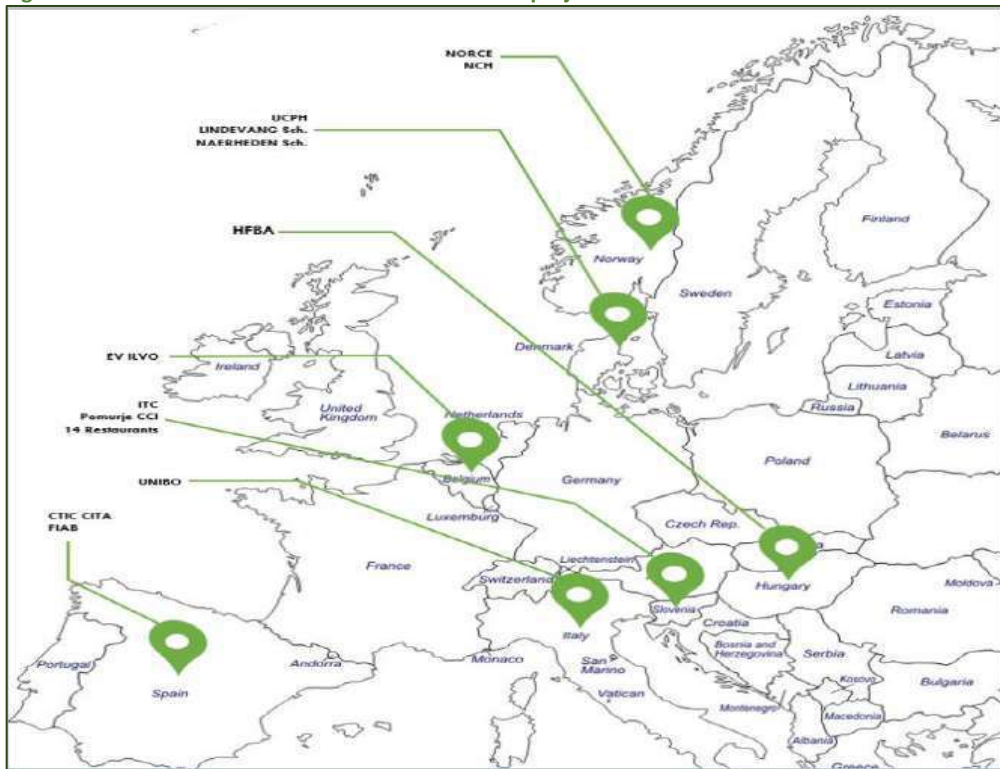 NORCE
NCH
UCPH
LINDEVANG Sch.
NAERHEDEN Sch.
HFBA
EV ILVO
ITC
Pomurje CCI
14 Restaurants
UNIBO
CTIC CITA
FIAB
Finland
Norway
Sweden
Estonia
Denmark
Latvia
Ireland
Lithuania
Russia
United
Kingdom
Netherlands
Belarus
Poland
Belgium
Germany
Luxemburg
Czech Rep.
Liechtenstein
France
Switzerland
Hungary
Moldova
Slovenia
Romania
Croatia
Italy
Bosnia and
Herzegovina
Serbia
Portugal
Andorra
Monaco
San
Marino
Kosovo
Bulgaria
Spain
Vatican
Montenegro
Macedonia
Albania
Greece